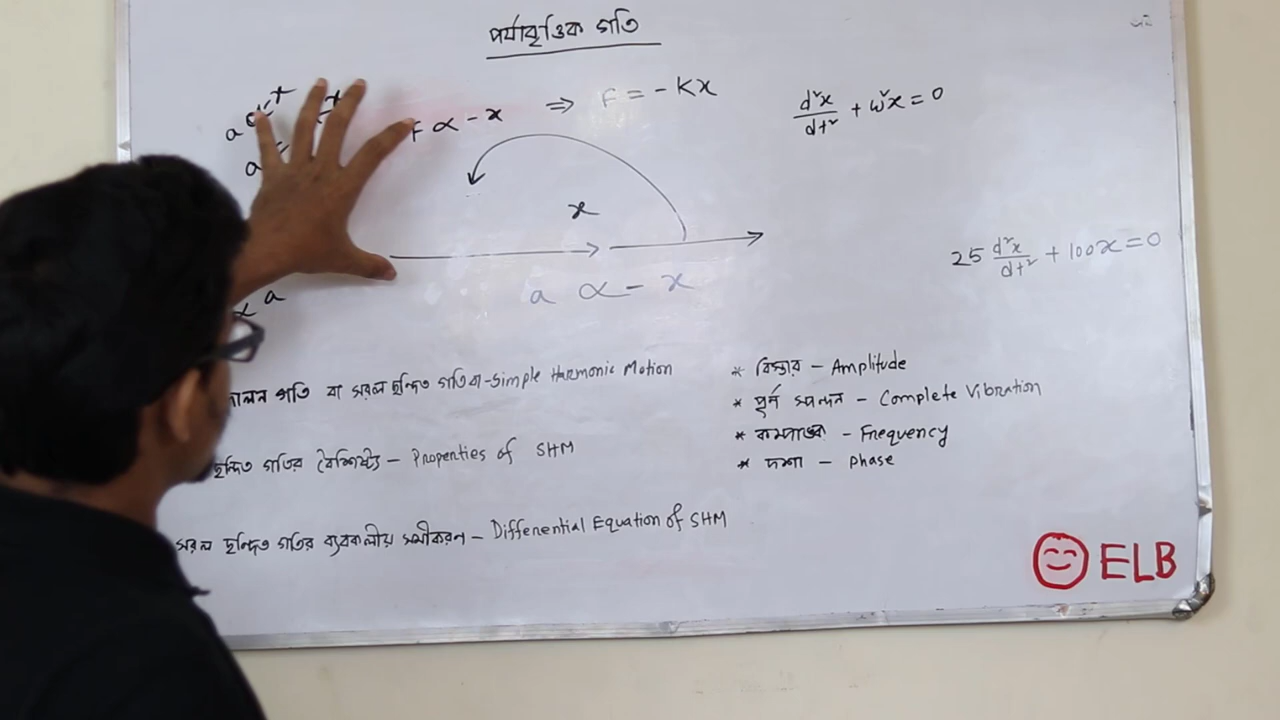 পর্যাবৃত্তিক গতি
F ∝ - x ⇒ F = - Kx
d²x/dt² + ω²x = 0
x
25 d²x/dt² + 100x = 0
a ∝ - x
∝ a
গতি বা সরল ছন্দিত গতি বা - Simple Harmonic Motion
ছন্দিত গতির বৈশিষ্ট্য - Properties of SHM
সরল ছন্দিত গতির ব্যবকলীয় সমীকরণ - Differential Equation of SHM
* বিস্তার - Amplitude
* পূর্ণ স্পন্দন - Complete Vibration
* কম্পাঙ্ক - Frequency
* দশা - Phase
ELB